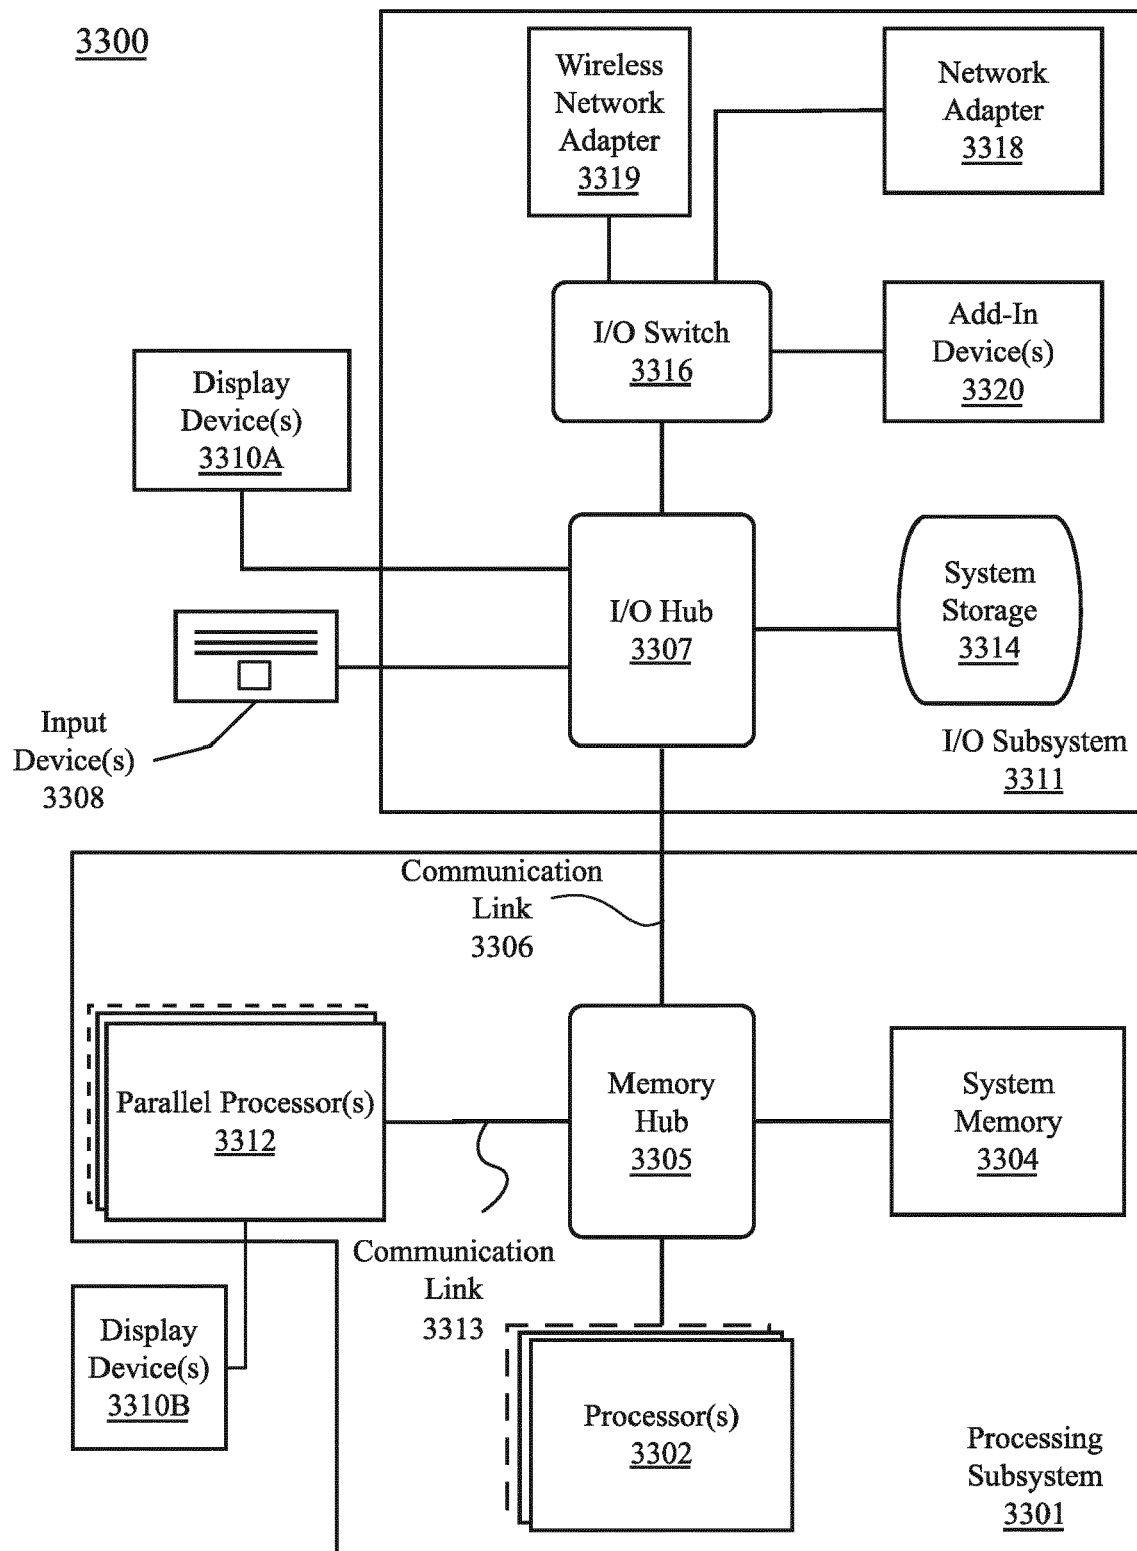 3300
Wireless
Network
Adapter
3319
Network
Adapter
3318
I/O Switch
3316
Add-In
Device(s)
3320
Display
Device(s)
3310A
I/O Hub
3307
System
Storage
3314
Input
Device(s)
3308
I/O Subsystem
3311
Communication
Link
3306
Parallel Processor(s)
3312
Memory
Hub
3305
System
Memory
3304
Communication
Link
3313
Display
Device(s)
3310B
Processor(s)
3302
Processing
Subsystem
3301